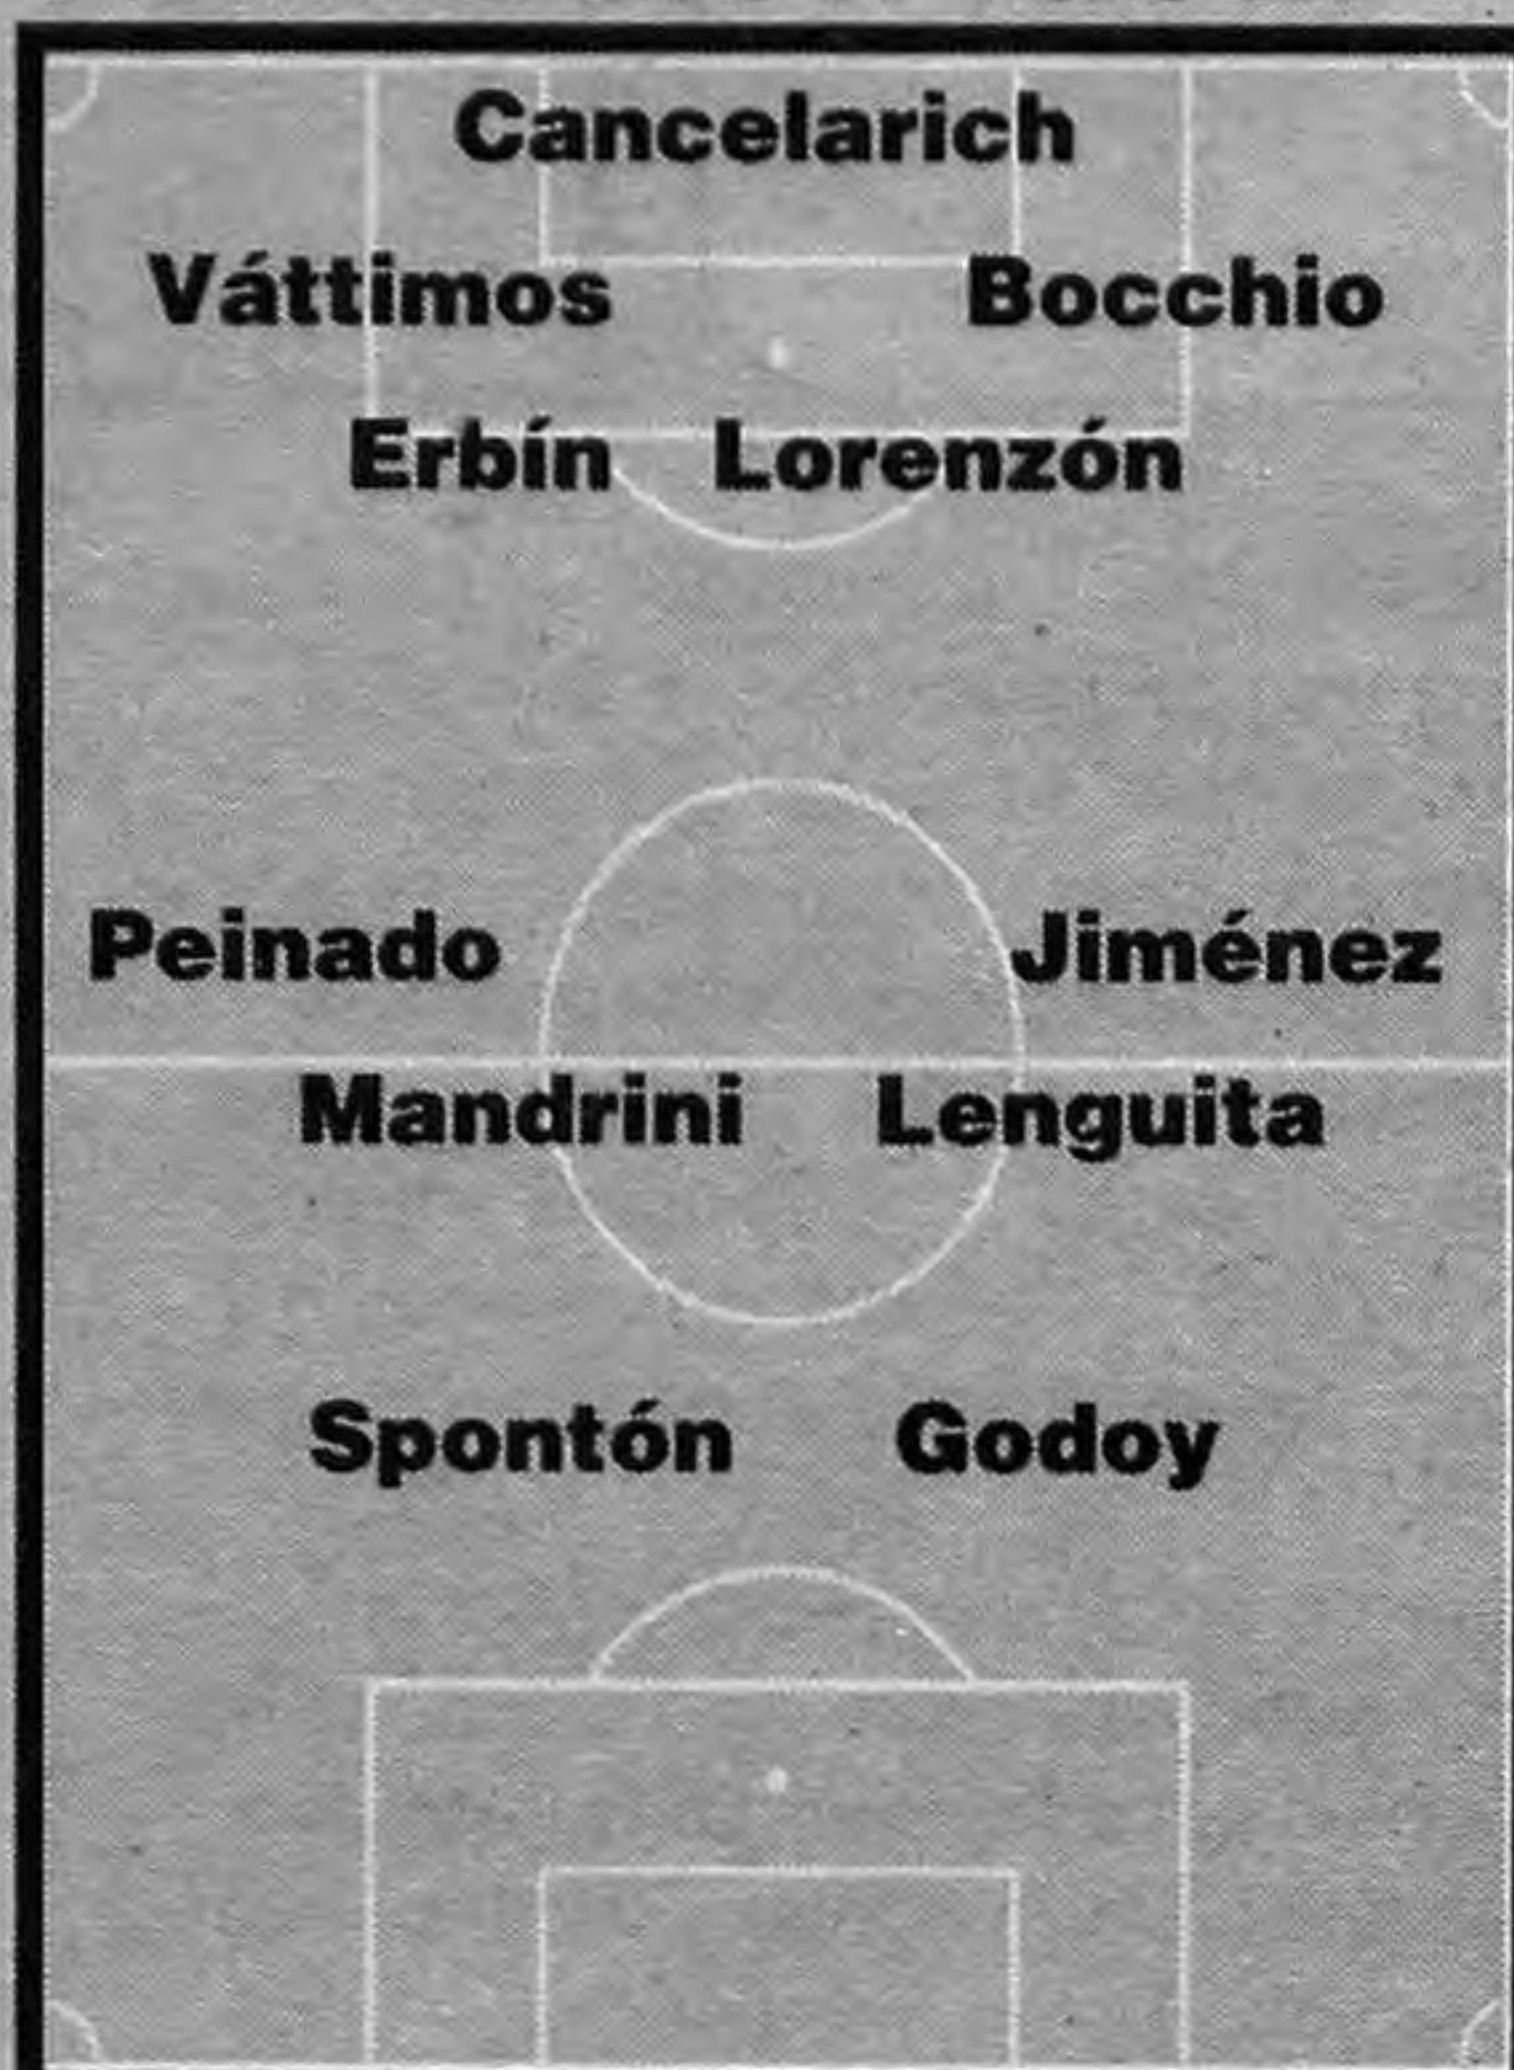 Cancelarich
Váttimos Bocchio
Erbín Lorenzón
Peinado Jiménez
Mandrini Lenguita
Spontón Godoy